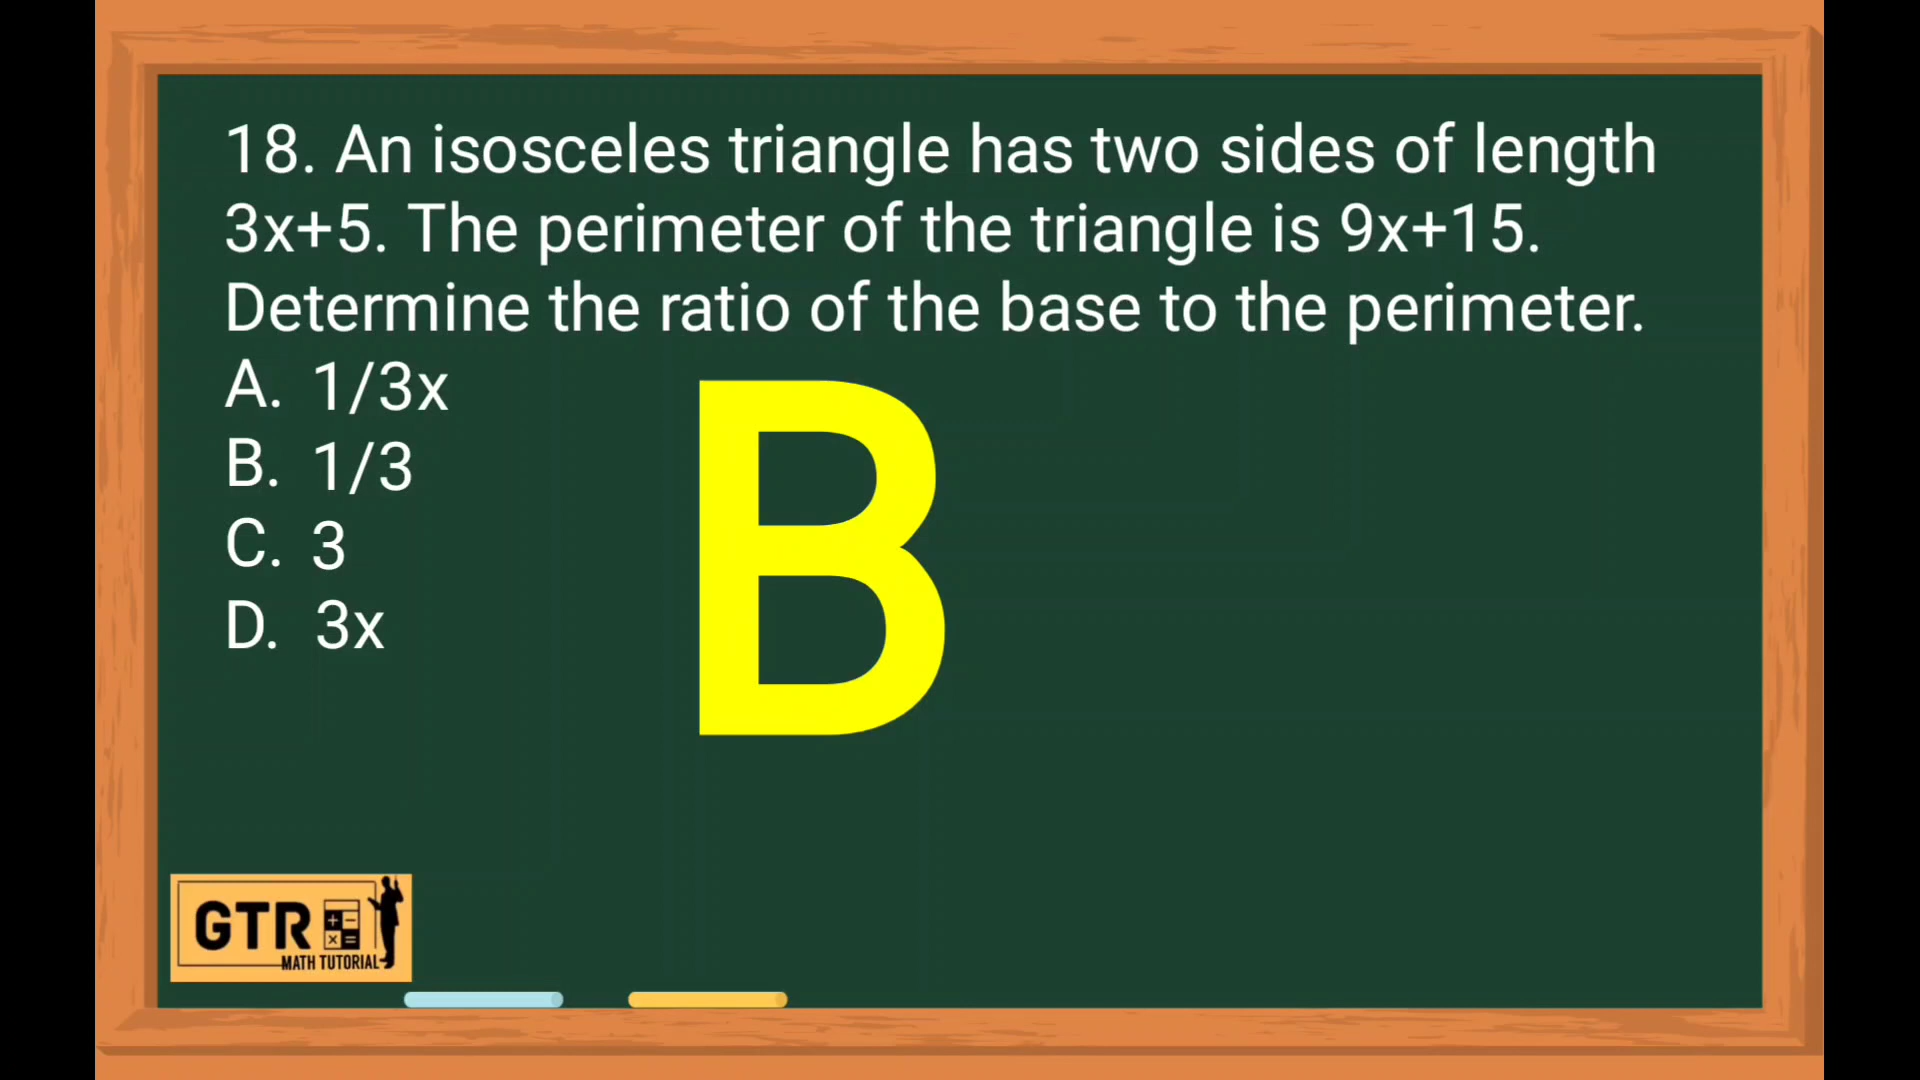 18. An isosceles triangle has two sides of length
3x+5. The perimeter of the triangle is 9x+15.
Determine the ratio of the base to the perimeter.
A. 1/3x
B. 1/3
C. 3
D. 3x
B
GTR
+ -
× =
MATH TUTORIAL